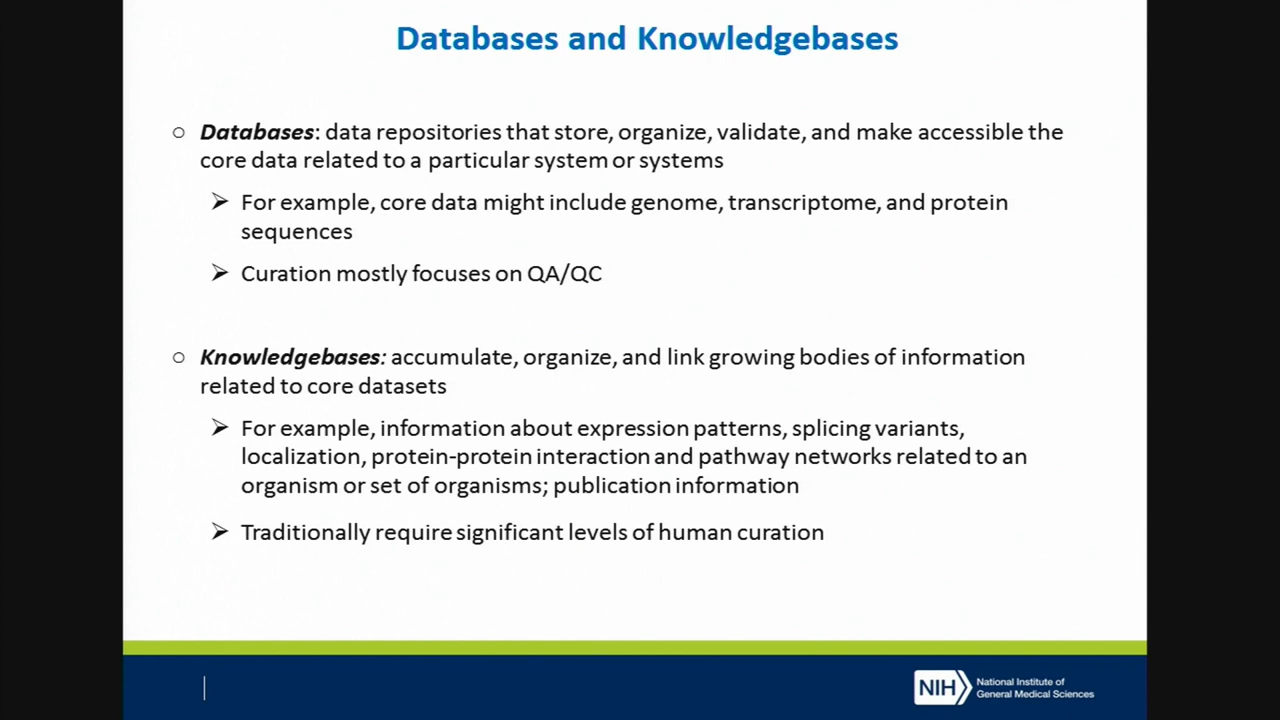 Databases and Knowledgebases
○ Databases: data repositories that store, organize, validate, and make accessible the
core data related to a particular system or systems
➢ For example, core data might include genome, transcriptome, and protein
sequences
➢ Curation mostly focuses on QA/QC
○ Knowledgebases: accumulate, organize, and link growing bodies of information
related to core datasets
➢ For example, information about expression patterns, splicing variants,
localization, protein-protein interaction and pathway networks related to an
organism or set of organisms; publication information
➢ Traditionally require significant levels of human curation
NIH National Institute of
General Medical Sciences